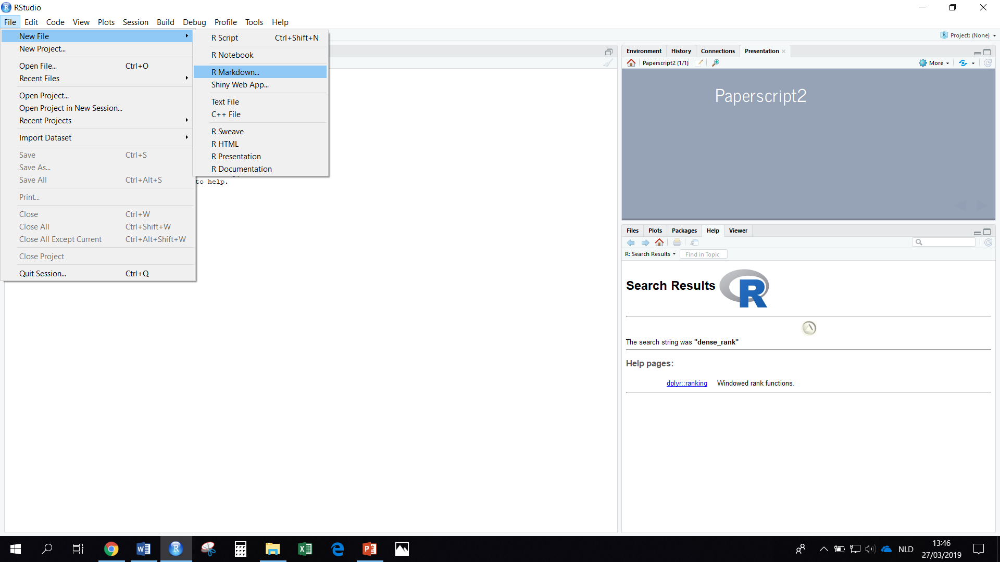 RStudio
File Edit Code View Plots Session Build Debug Profile Tools Help
New File
New Project...
Open File... Ctrl+O
Recent Files
Open Project...
Open Project in New Session...
Recent Projects
Import Dataset
Save Ctrl+S
Save As...
Save All Ctrl+Alt+S
Print...
Close Ctrl+W
Close All Ctrl+Shift+W
Close All Except Current Ctrl+Alt+Shift+W
Close Project
Quit Session... Ctrl+Q
R Script Ctrl+Shift+N
R Notebook
R Markdown...
Shiny Web App...
Text File
C++ File
R Sweave
R HTML
R Presentation
R Documentation
to help.
Project: (None)
Environment History Connections Presentation
Paperscript2 (1/1) More
Paperscript2
Files Plots Packages Help Viewer
R: Search Results Find in Topic
Search Results R
The search string was "dense_rank"
Help pages:
dplyr::ranking Windowed rank functions.
NLD
13:46
27/03/2019